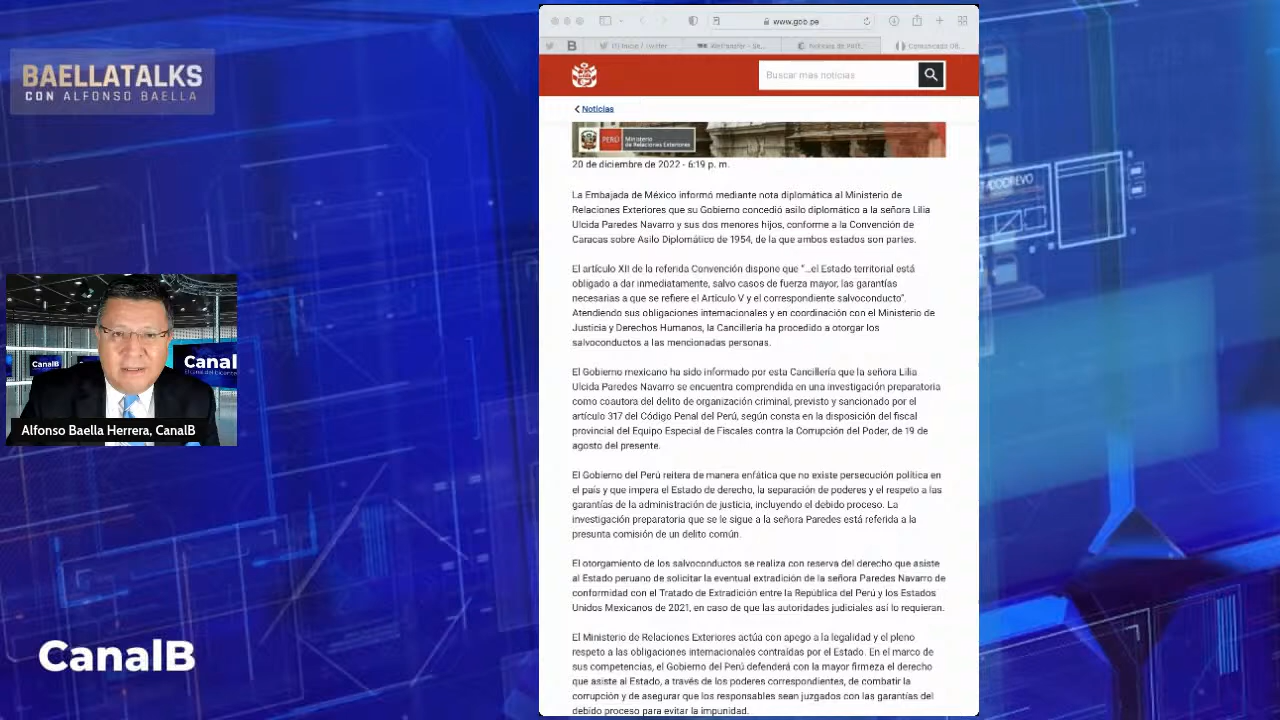 BAELLATALKS
CON ALFONSO BAELLA
www.gob.pe
B
Inicio / Twitter
WeTransfer - Se...
Noticias de
Comunicado OB...
Buscar más noticias
Noticias
PERÚ
Ministerio
de Relaciones Exteriores
20 de diciembre de 2022 - 6:19 p. m.
La Embajada de México informó mediante nota diplomática al Ministerio de
Relaciones Exteriores que su Gobierno concedió asilo diplomático a la señora Lilia
Ulcida Paredes Navarro y sus dos menores hijos, conforme a la Convención de
Caracas sobre Asilo Diplomático de 1954, de la que ambos estados son partes.
El artículo XII de la referida Convención dispone que "...el Estado territorial está
obligado a dar inmediatamente, salvo casos de fuerza mayor, las garantías
necesarias a que se refiere el Artículo V y el correspondiente salvoconducto".
Atendiendo sus obligaciones internacionales y en coordinación con el Ministerio de
Justicia y Derechos Humanos, la Cancillería ha procedido a otorgar los
salvoconductos a las mencionadas personas.
El Gobierno mexicano ha sido informado por esta Cancillería que la señora Lilia
Ulcida Paredes Navarro se encuentra comprendida en una investigación preparatoria
como coautora del delito de organización criminal, previsto y sancionado por el
artículo 317 del Código Penal del Perú, según consta en la disposición del fiscal
provincial del Equipo Especial de Fiscales contra la Corrupción del Poder, de 19 de
agosto del presente.
El Gobierno del Perú reitera de manera enfática que no existe persecución política en
el país y que impera el Estado de derecho, la separación de poderes y el respeto a las
garantías de la administración de justicia, incluyendo el debido proceso. La
investigación preparatoria que se le sigue a la señora Paredes está referida a la
presunta comisión de un delito común.
El otorgamiento de los salvoconductos se realiza con reserva del derecho que asiste
al Estado peruano de solicitar la eventual extradición de la señora Paredes Navarro de
conformidad con el Tratado de Extradición entre la República del Perú y los Estados
Unidos Mexicanos de 2021, en caso de que las autoridades judiciales así lo requieran.
El Ministerio de Relaciones Exteriores actúa con apego a la legalidad y el pleno
respeto a las obligaciones internacionales contraídas por el Estado. En el marco de
sus competencias, el Gobierno del Perú defenderá con la mayor firmeza el derecho
que asiste al Estado, a través de los poderes correspondientes, de combatir la
corrupción y de asegurar que los responsables sean juzgados con las garantías del
debido proceso para evitar la impunidad.
CanalB
Canal
Alfonso Baella Herrera, CanalB
CanalB